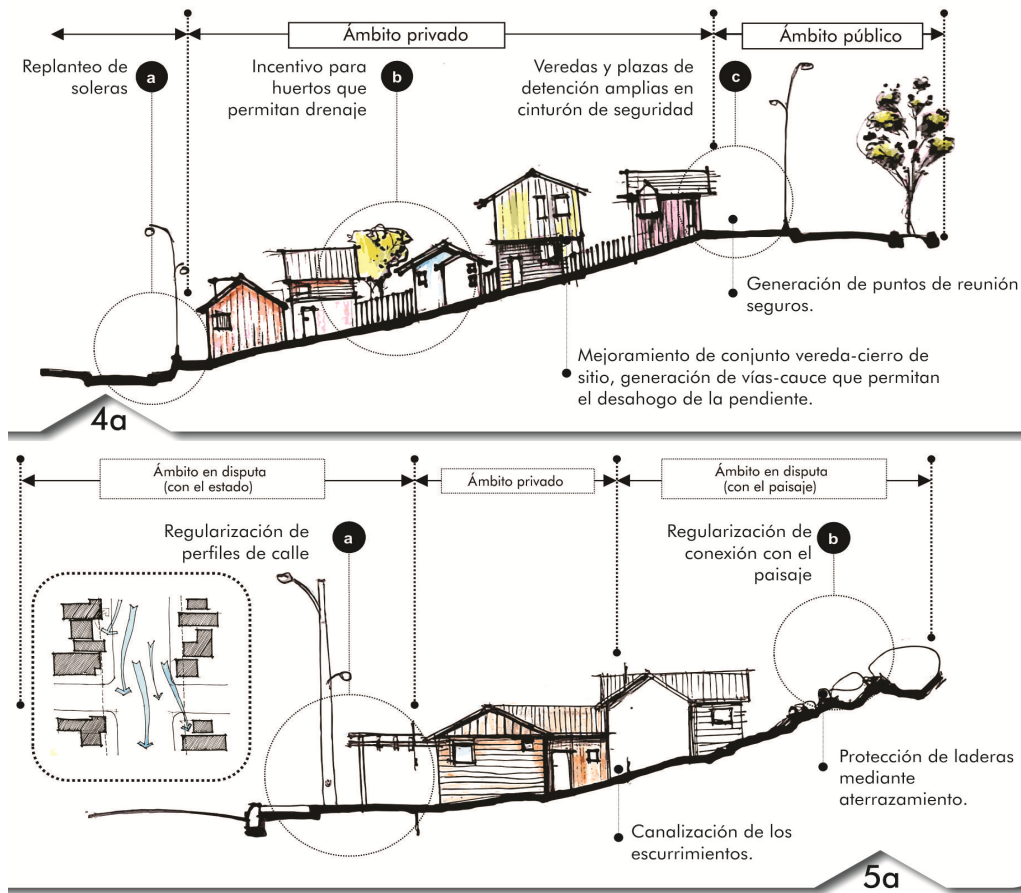 Ámbito privado
Ámbito público
Replanteo de
soleras
a
Incentivo para
huertos que
permitan drenaje
b
Veredas y plazas de
detención amplias en
cinturón de seguridad
c
Generación de puntos de reunión
seguros.
Mejoramiento de conjunto vereda-cierro de
sitio, generación de vías-cauce que permitan
el desahogo de la pendiente.
4a
Ámbito en disputa
(con el estado)
Ámbito privado
Ámbito en disputa
(con el paisaje)
Regularización de
perfiles de calle
a
Regularización de
conexión con el
paisaje
b
Protección de laderas
mediante
aterrazamiento.
Canalización de los
escurrimientos.
5a